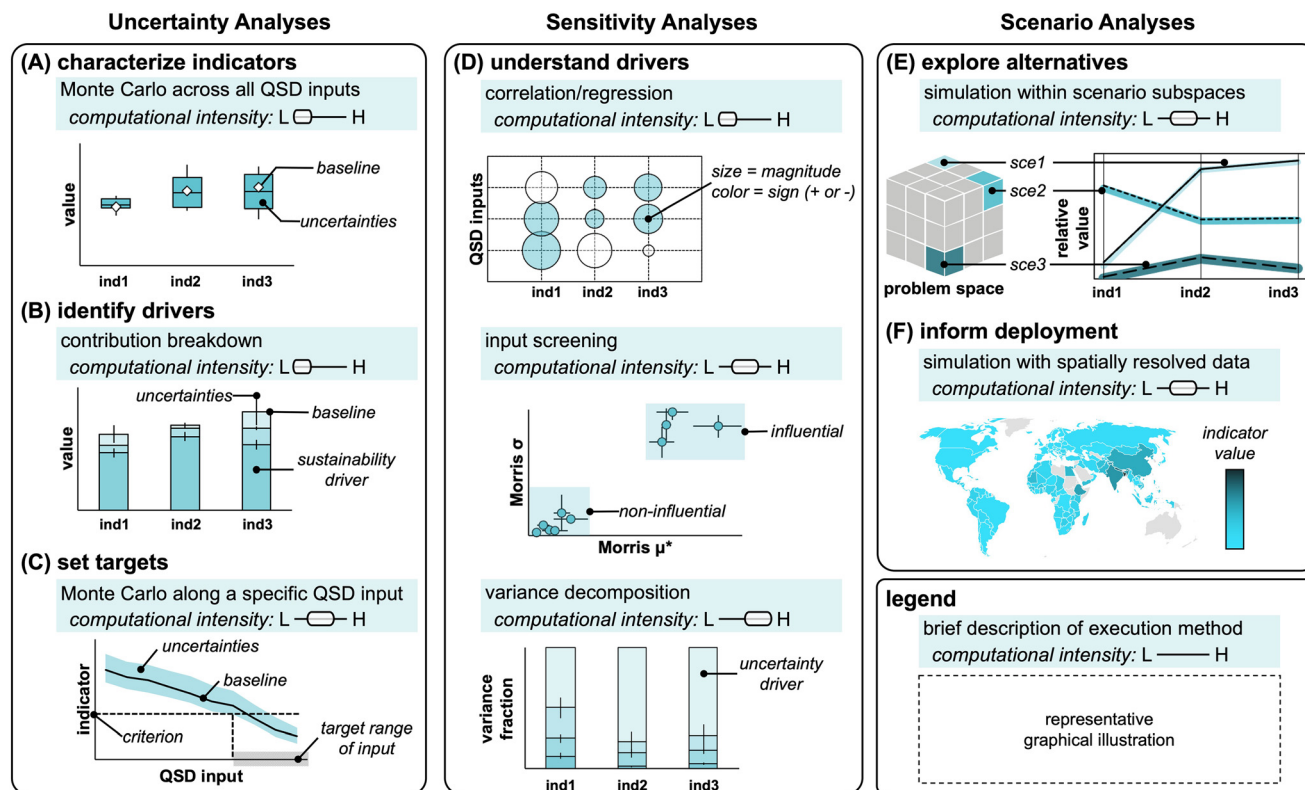 Uncertainty Analyses
(A) characterize indicators
Monte Carlo across all QSD inputs
computational intensity: L H
value
baseline
uncertainties
ind1 ind2 ind3
(B) identify drivers
contribution breakdown
computational intensity: L H
uncertainties
baseline
value
sustainability
driver
ind1 ind2 ind3
(C) set targets
Monte Carlo along a specific QSD input
computational intensity: L H
uncertainties
baseline
indicator
criterion
target range
of input
QSD input
Sensitivity Analyses
(D) understand drivers
correlation/regression
computational intensity: L H
size = magnitude
color = sign (+ or -)
QSD inputs
ind1 ind2 ind3
input screening
computational intensity: L H
influential
Morris σ
non-influential
Morris μ*
variance decomposition
computational intensity: L H
uncertainty
driver
variance
fraction
ind1 ind2 ind3
Scenario Analyses
(E) explore alternatives
simulation within scenario subspaces
computational intensity: L H
sce1
sce2
sce3
relative
value
problem space
ind1 ind2 ind3
(F) inform deployment
simulation with spatially resolved data
computational intensity: L H
indicator
value
legend
brief description of execution method
computational intensity: L H
representative
graphical illustration